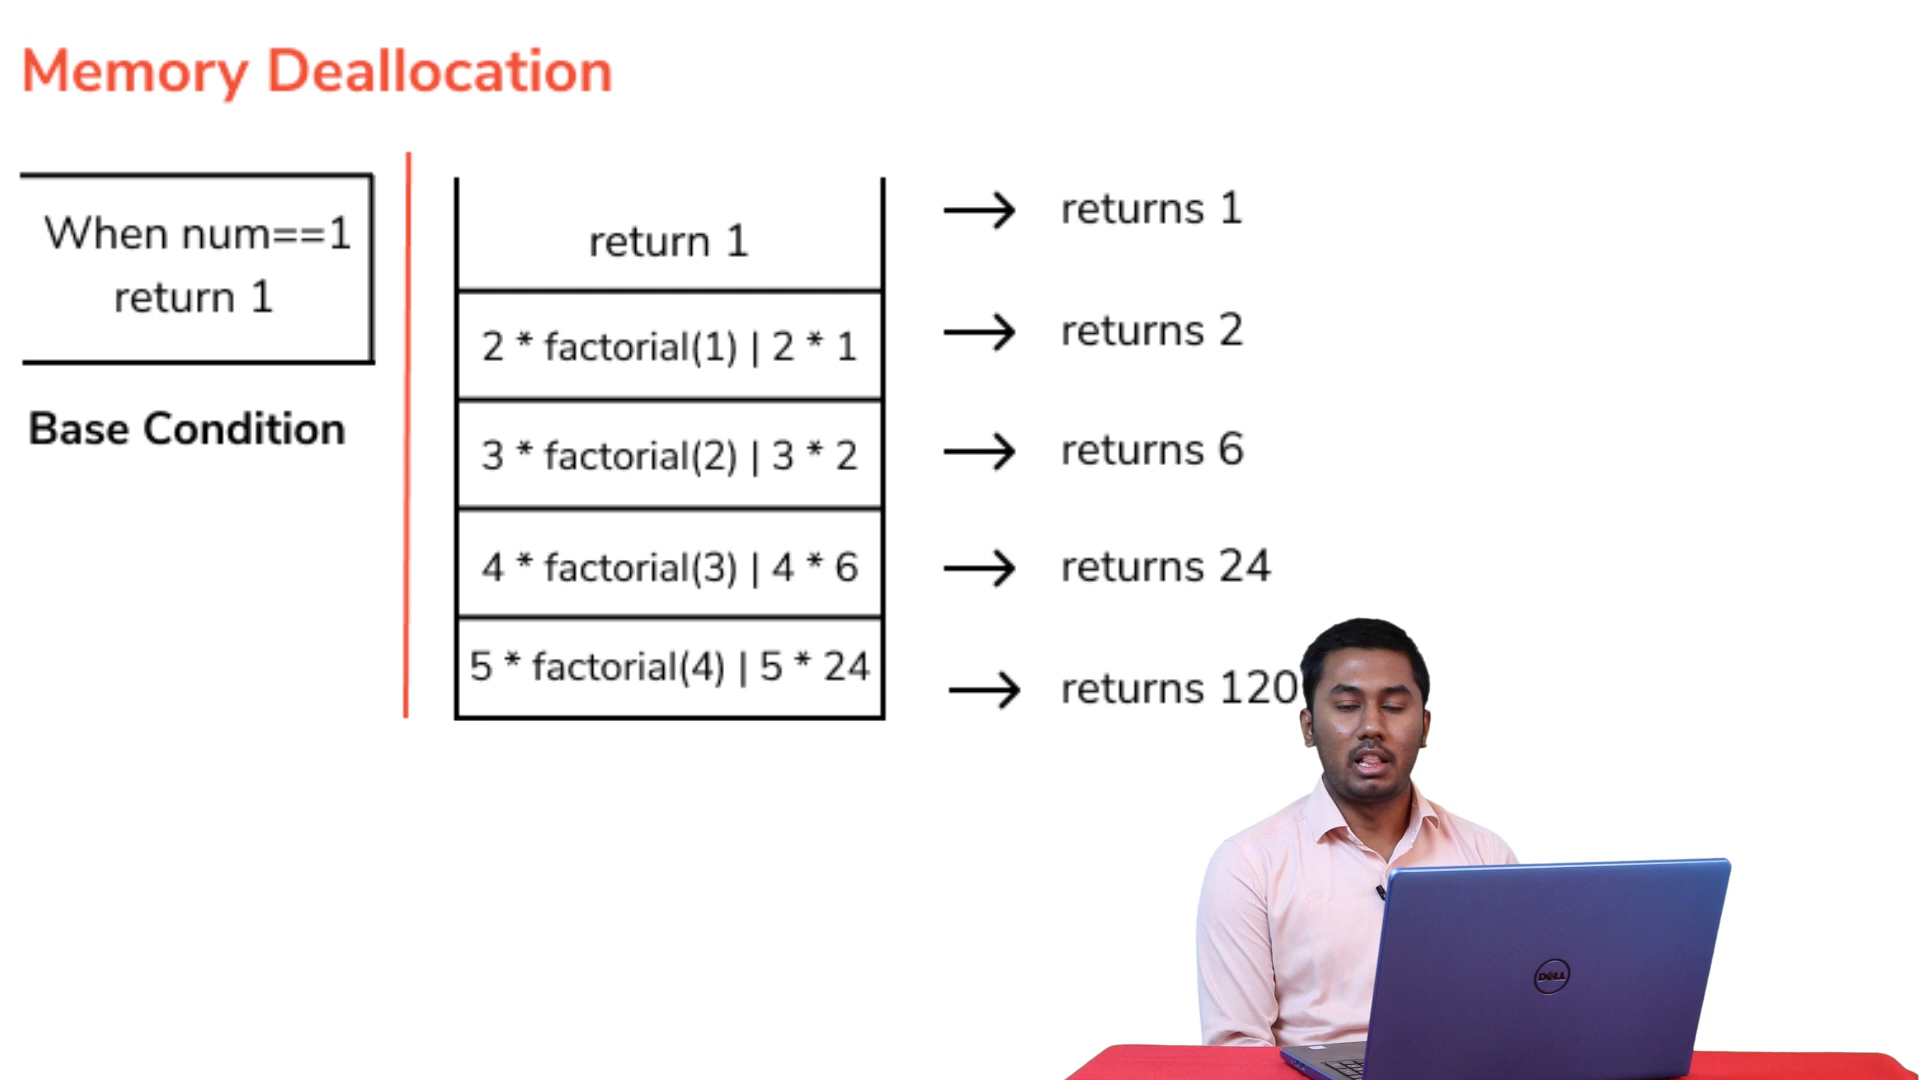 Memory Deallocation
When num==1
return 1
Base Condition
return 1
2 * factorial(1) | 2 * 1
3 * factorial(2) | 3 * 2
4 * factorial(3) | 4 * 6
5 * factorial(4) | 5 * 24
→ returns 1
→ returns 2
→ returns 6
→ returns 24
→ returns 120
DELL